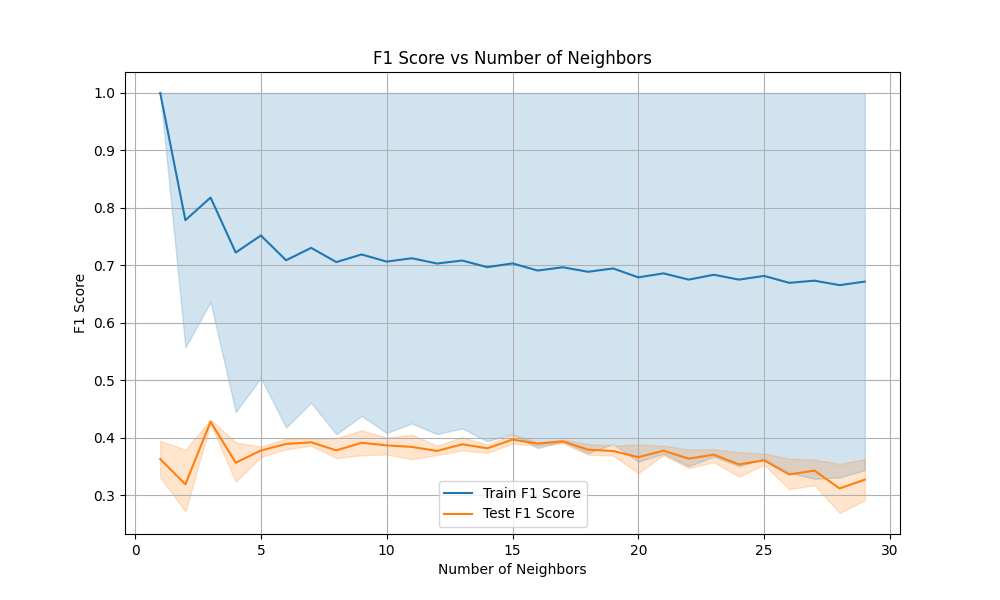 F1 Score vs Number of Neighbors
F1 Score
1.0
0.9
0.8
0.7
0.6
0.5
0.4
0.3
Train F1 Score
Test F1 Score
0 5 10 15 20 25 30
Number of Neighbors